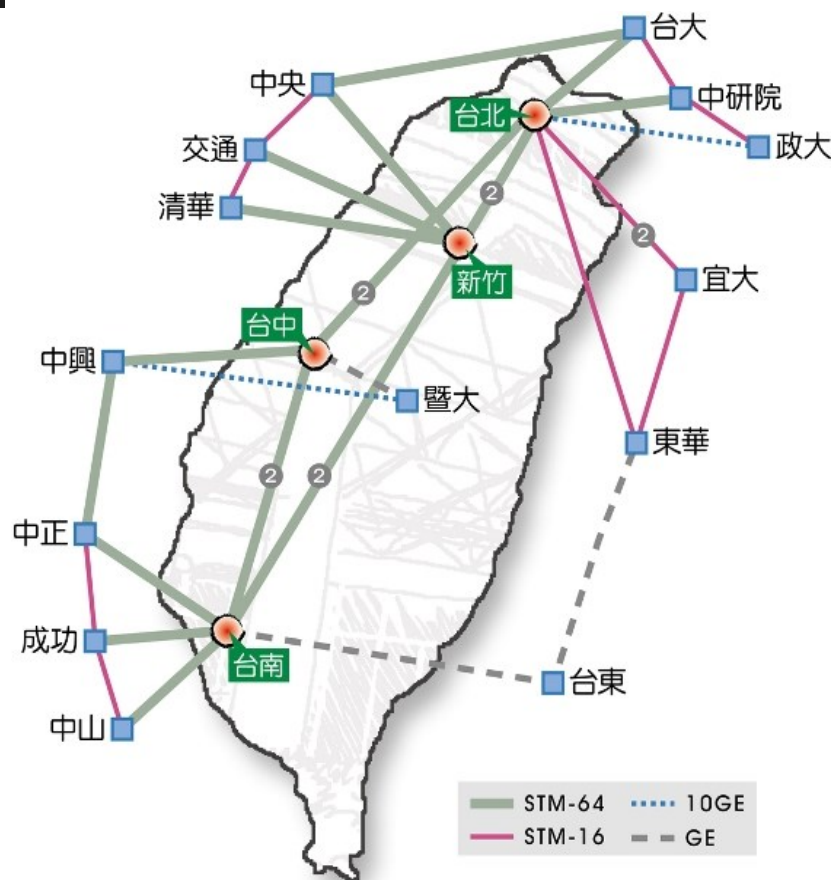 台大
中央
中研院
台北
交通
政大
2
清華
2
新竹
宜大
2
台中
中興
暨大
東華
2
2
中正
成功
台南
台東
中山
STM-64
10GE
STM-16
GE